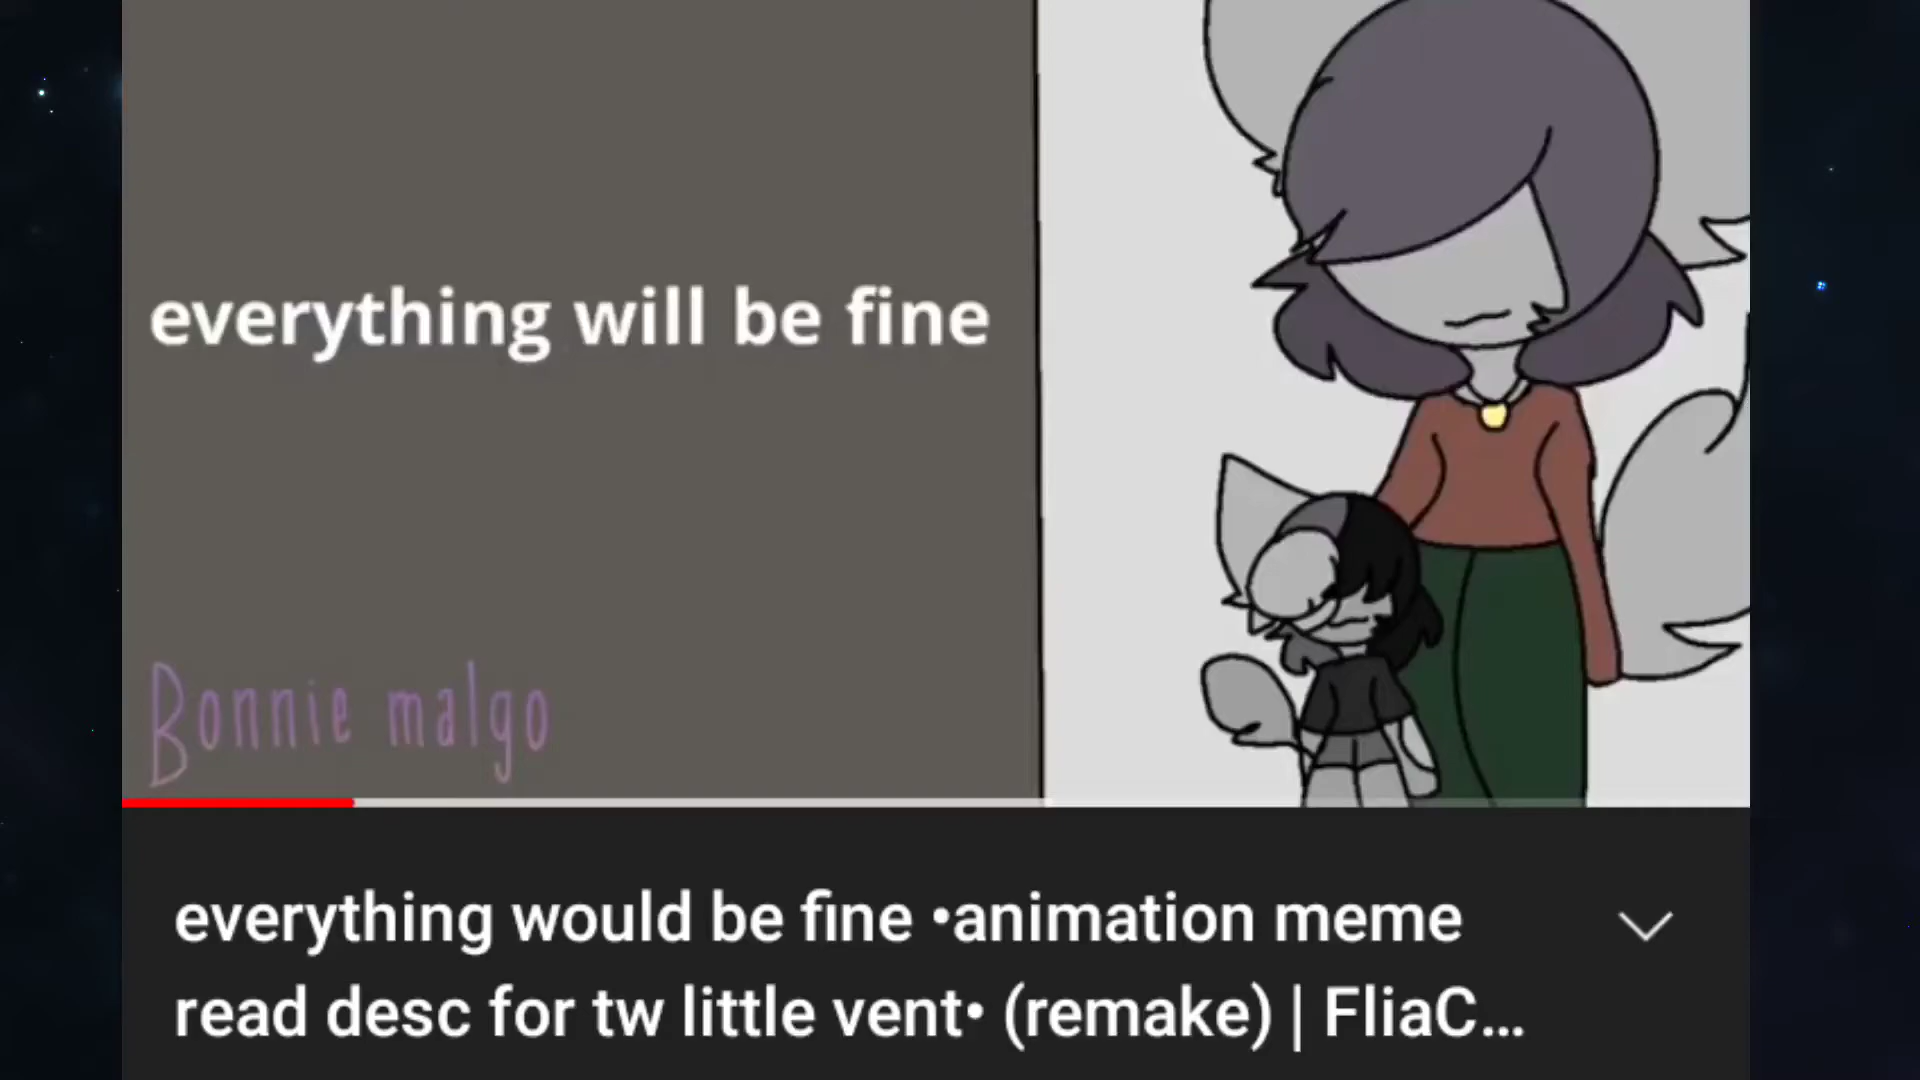 everything will be fine
Bonnie malgo
everything would be fine •animation meme
read desc for tw little vent• (remake) | FliaC...